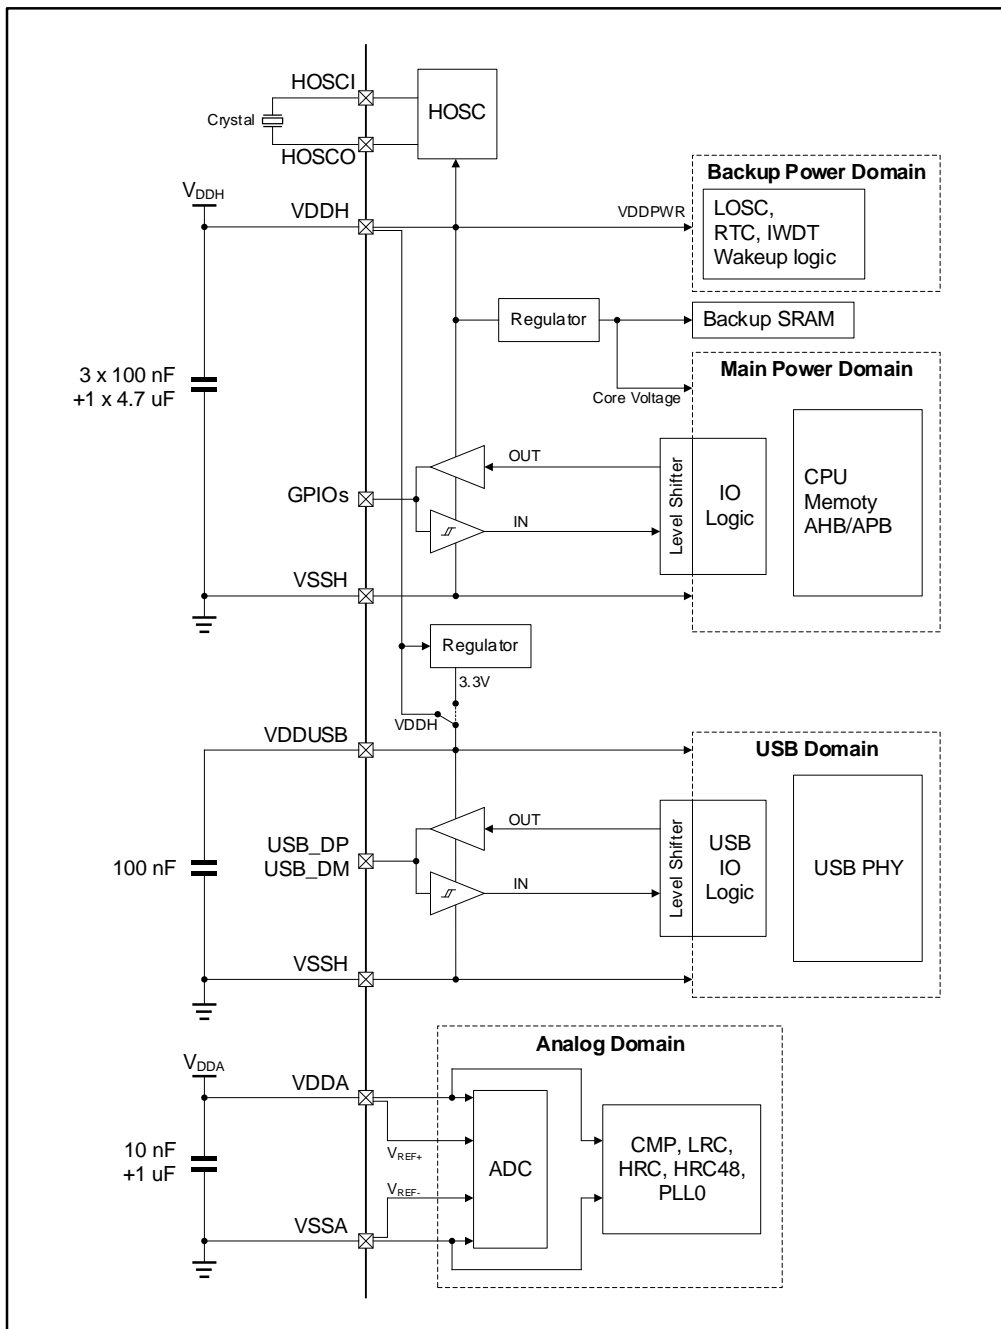 HOSCI
Crystal
HOSCO
HOSC
VDDH
VDDH
VDDPWR
Backup Power Domain
LOSC,
RTC, IWDT
Wakeup logic
Regulator
Backup SRAM
3 x 100 nF
+1 x 4.7 uF
Core Voltage
Main Power Domain
GPIOs
OUT
IN
Level Shifter
IO
Logic
CPU
Memoty
AHB/APB
VSSH
Regulator
3.3V
VDDH
VDDUSB
USB Domain
100 nF
USB_DP
USB_DM
OUT
IN
Level Shifter
USB
IO
Logic
USB PHY
VSSH
Analog Domain
VDDA
VDDA
10 nF
+1 uF
VREF+
VREF-
ADC
CMP, LRC,
HRC, HRC48,
PLL0
VSSA